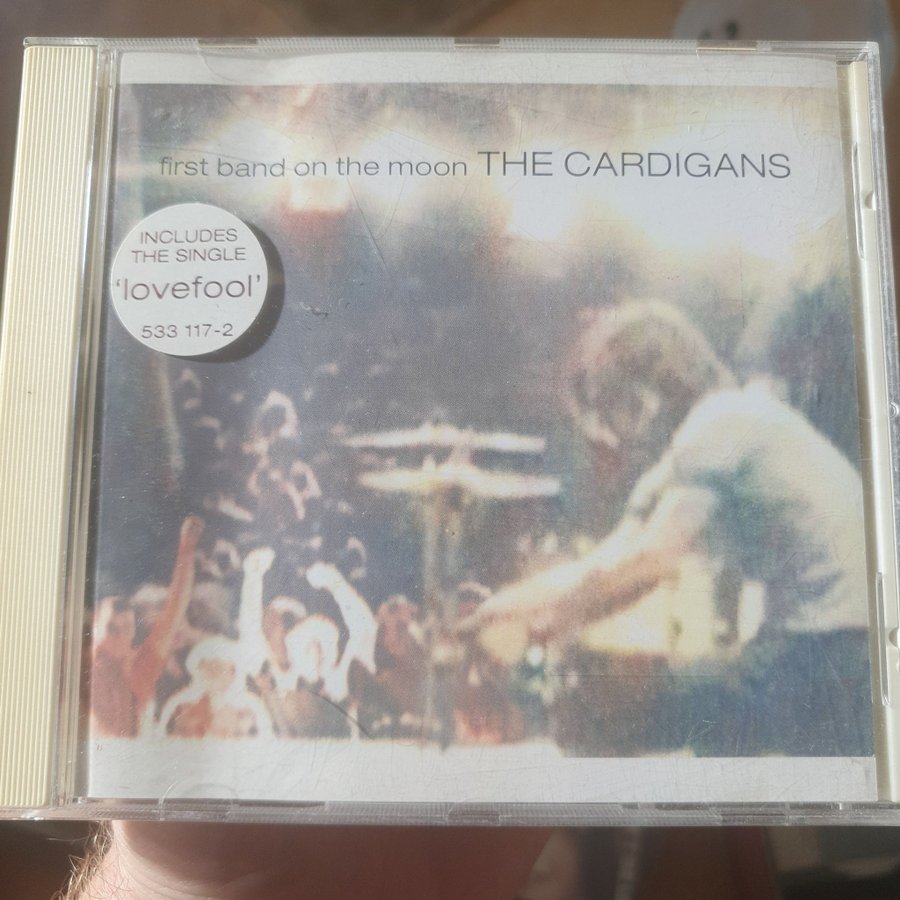 first band on the moon THE CARDIGANS
INCLUDES
THE SINGLE
'lovefool'
533 117-2